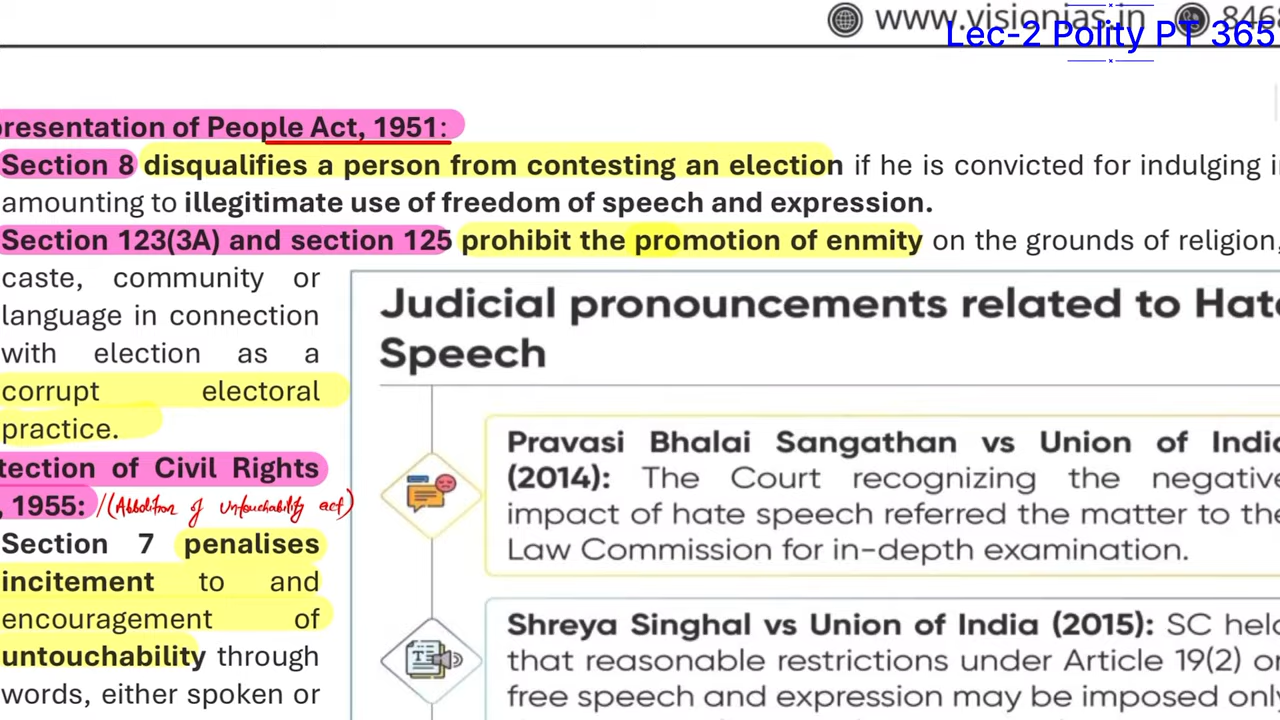 www.visionias.in 846
Lec-2 Polity PT 365
presentation of People Act, 1951:
Section 8 disqualifies a person from contesting an election if he is convicted for indulging i
amounting to illegitimate use of freedom of speech and expression.
Section 123(3A) and section 125 prohibit the promotion of enmity on the grounds of religion,
caste, community or
language in connection
with election as a
corrupt electoral
practice.
tection of Civil Rights
, 1955: /(Abolition of Untouchability act)
Section 7 penalises
incitement to and
encouragement of
untouchability through
words, either spoken or
Judicial pronouncements related to Hate
Speech
Pravasi Bhalai Sangathan vs Union of India
(2014): The Court recognizing the negative
impact of hate speech referred the matter to the
Law Commission for in-depth examination.
Shreya Singhal vs Union of India (2015): SC held
that reasonable restrictions under Article 19(2) on
free speech and expression may be imposed only